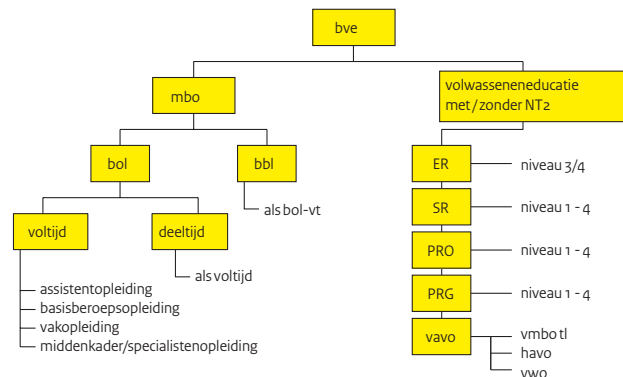 bve
mbo
volwasseneneducatie
met/zonder NT2
bol
bbl
ER
niveau 3/4
als bol-vt
SR
niveau 1 - 4
voltijd
deeltijd
PRO
niveau 1 - 4
als voltijd
assistentopleiding
basisberoepsopleiding
vakopleiding
middenkader/specialistenopleiding
PRG
niveau 1 - 4
vavo
vmbo tl
havo
vwo